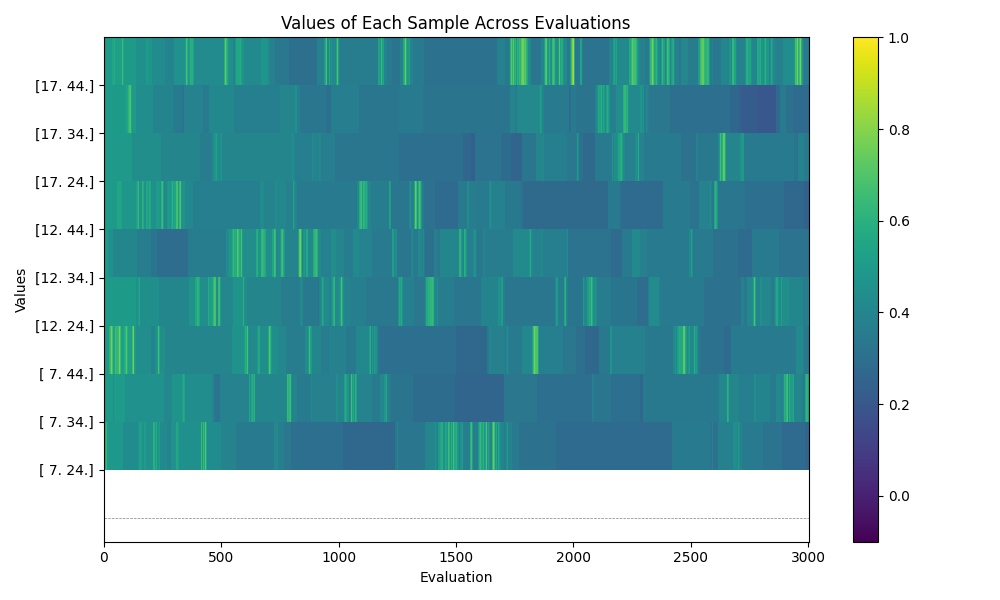 Values of Each Sample Across Evaluations
Values
[17. 44.]
[17. 34.]
[17. 24.]
[12. 44.]
[12. 34.]
[12. 24.]
[ 7. 44.]
[ 7. 34.]
[ 7. 24.]
0 500 1000 1500 2000 2500 3000
Evaluation
1.0
0.8
0.6
0.4
0.2
0.0